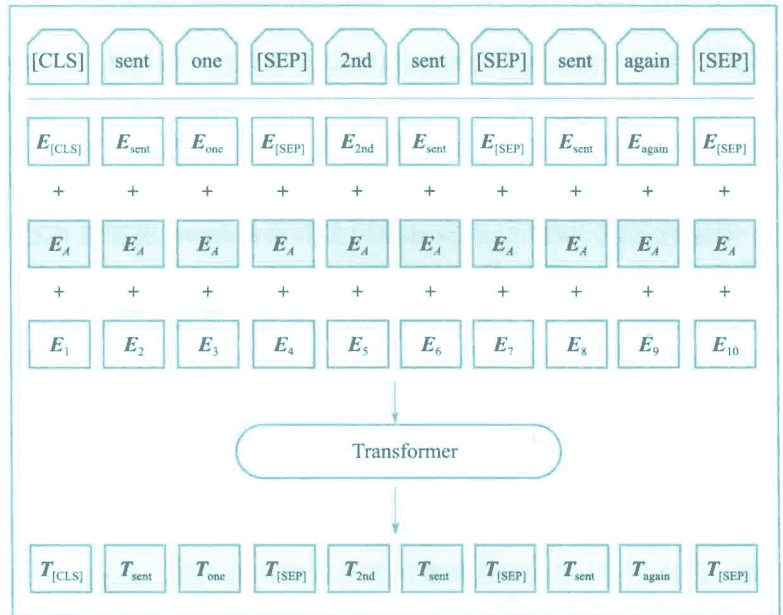 [CLS] sent one [SEP] 2nd sent [SEP] sent again [SEP]
E[CLS] Esent Eone E[SEP] E2nd Esent E[SEP] Esent Eagain E[SEP]
+ + + + + + + + + +
EA EA EA EA EA EA EA EA EA EA
+ + + + + + + + + +
E1 E2 E3 E4 E5 E6 E7 E8 E9 E10
Transformer
T[CLS] Tsent Tone T[SEP] T2nd Tsent T[SEP] Tsent Tagain T[SEP]